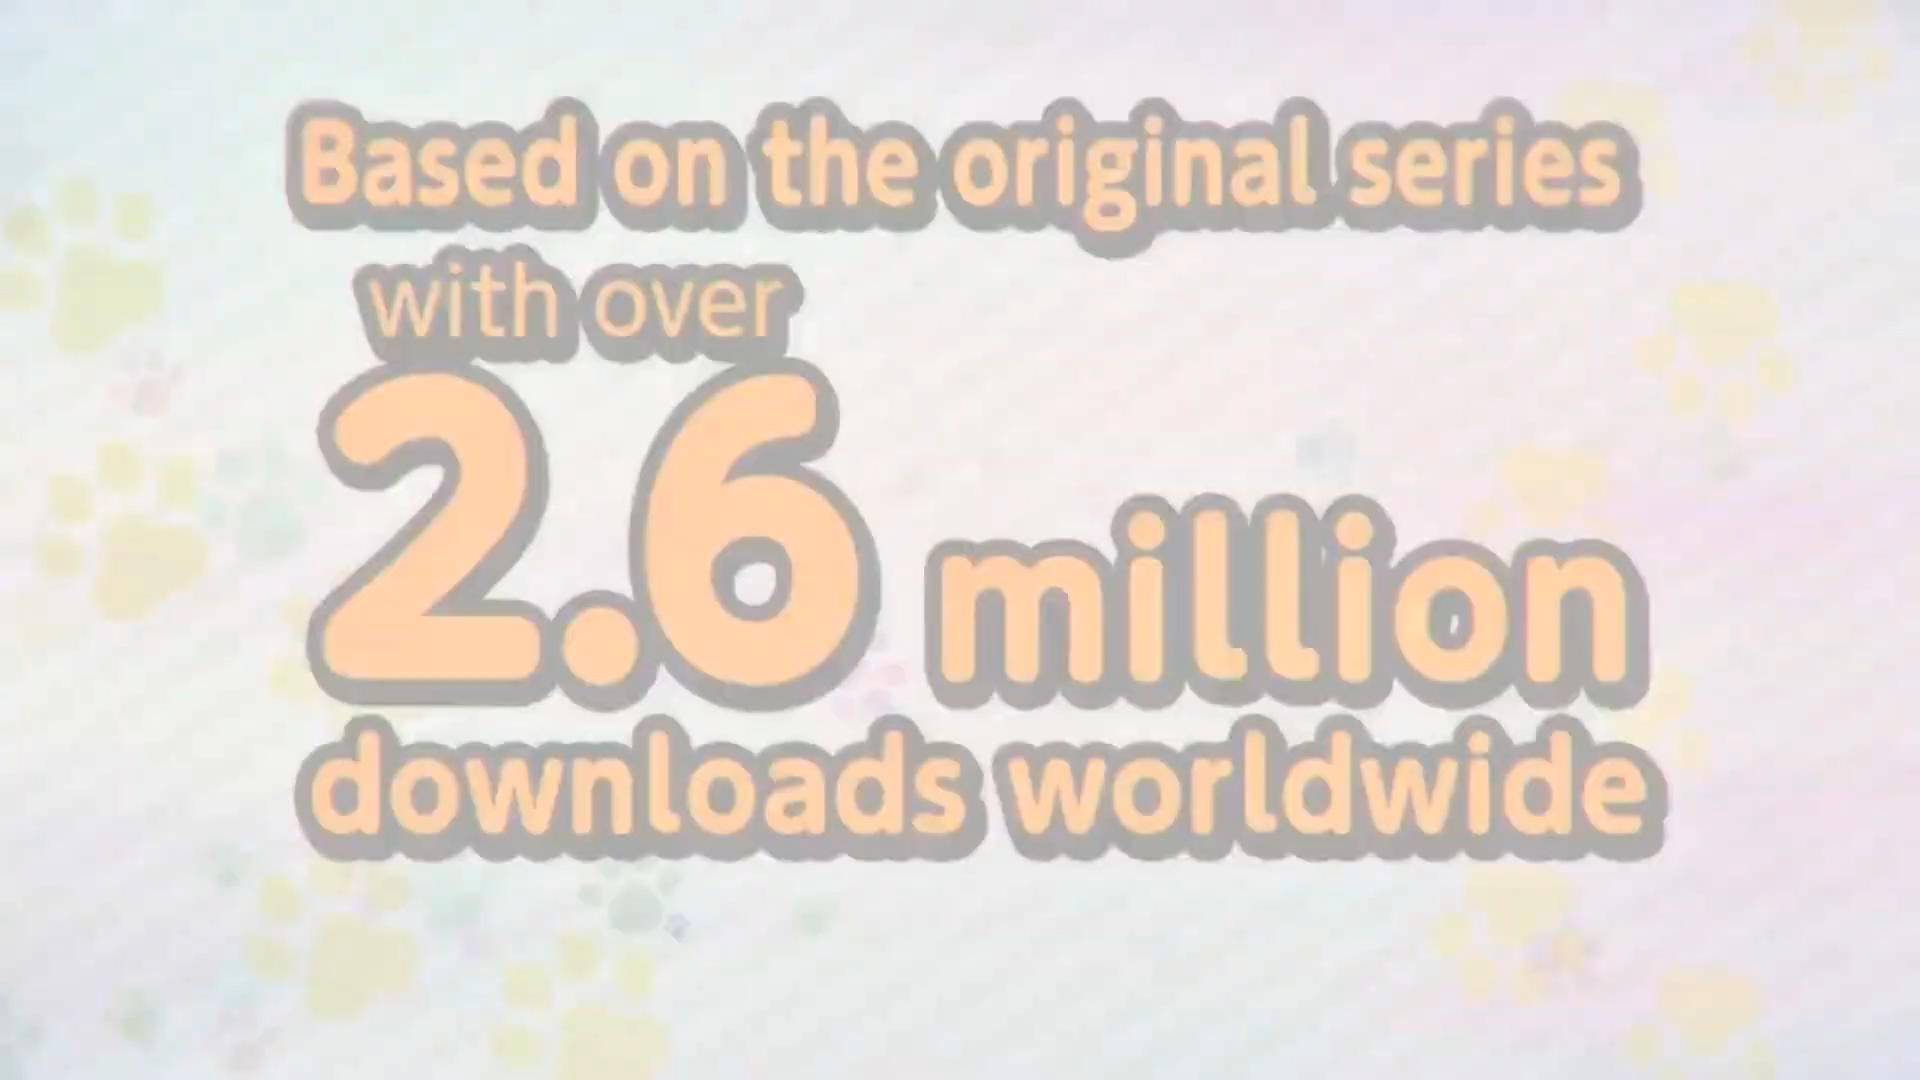 Based on the original series
with over
2.6 million
downloads worldwide